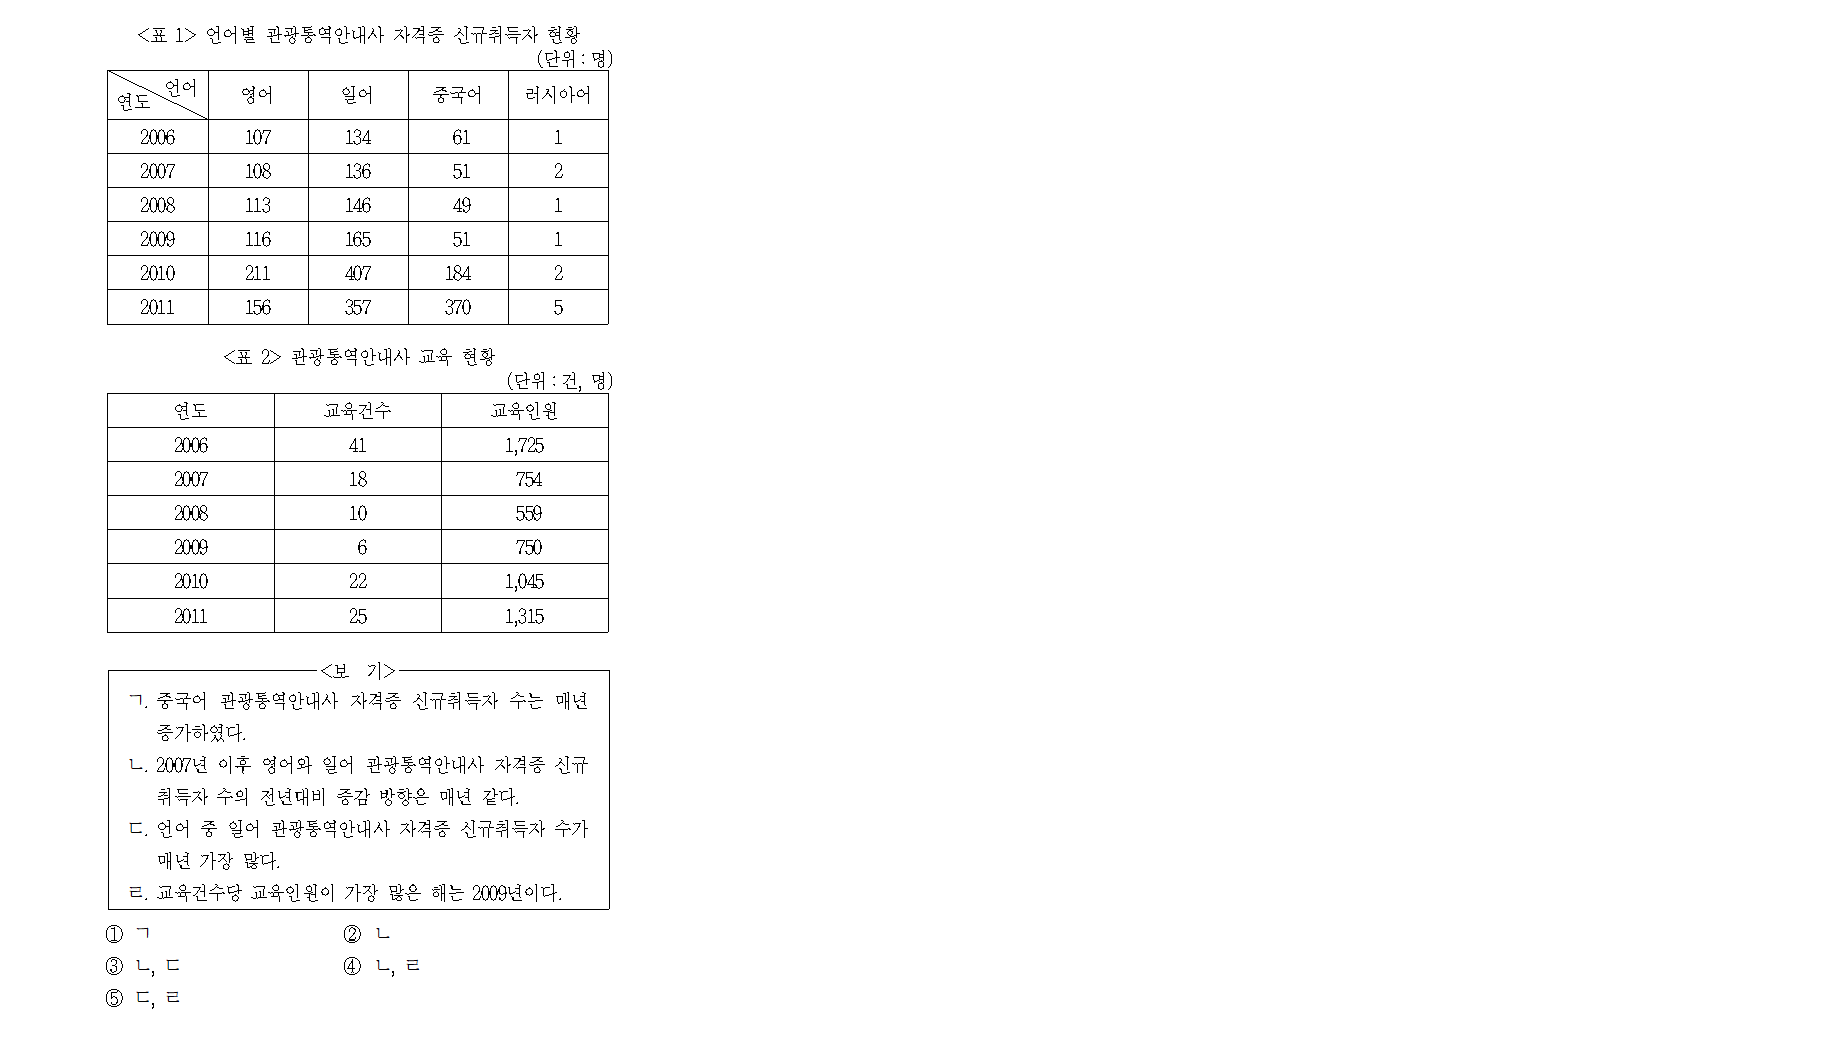 <표 1> 언어별 관광통역안내사 자격증 신규취득자 현황
(단위 : 명)
언어
연도 영어 일어 중국어 러시아어
2006 107 134 61 1
2007 108 136 51 2
2008 113 146 49 1
2009 116 165 51 1
2010 211 407 184 2
2011 156 357 370 5
<표 2> 관광통역안내사 교육 현황
(단위 : 건, 명)
연도 교육건수 교육인원
2006 41 1,725
2007 18 754
2008 10 559
2009 6 750
2010 22 1,045
2011 25 1,315
<보 기>
ㄱ. 중국어 관광통역안내사 자격증 신규취득자 수는 매년
증가하였다.
ㄴ. 2007년 이후 영어와 일어 관광통역안내사 자격증 신규
취득자 수의 전년대비 증감 방향은 매년 같다.
ㄷ. 언어 중 일어 관광통역안내사 자격증 신규취득자 수가
매년 가장 많다.
ㄹ. 교육건수당 교육인원이 가장 많은 해는 2009년이다.
① ㄱ ② ㄴ
③ ㄴ, ㄷ ④ ㄴ, ㄹ
⑤ ㄷ, ㄹ